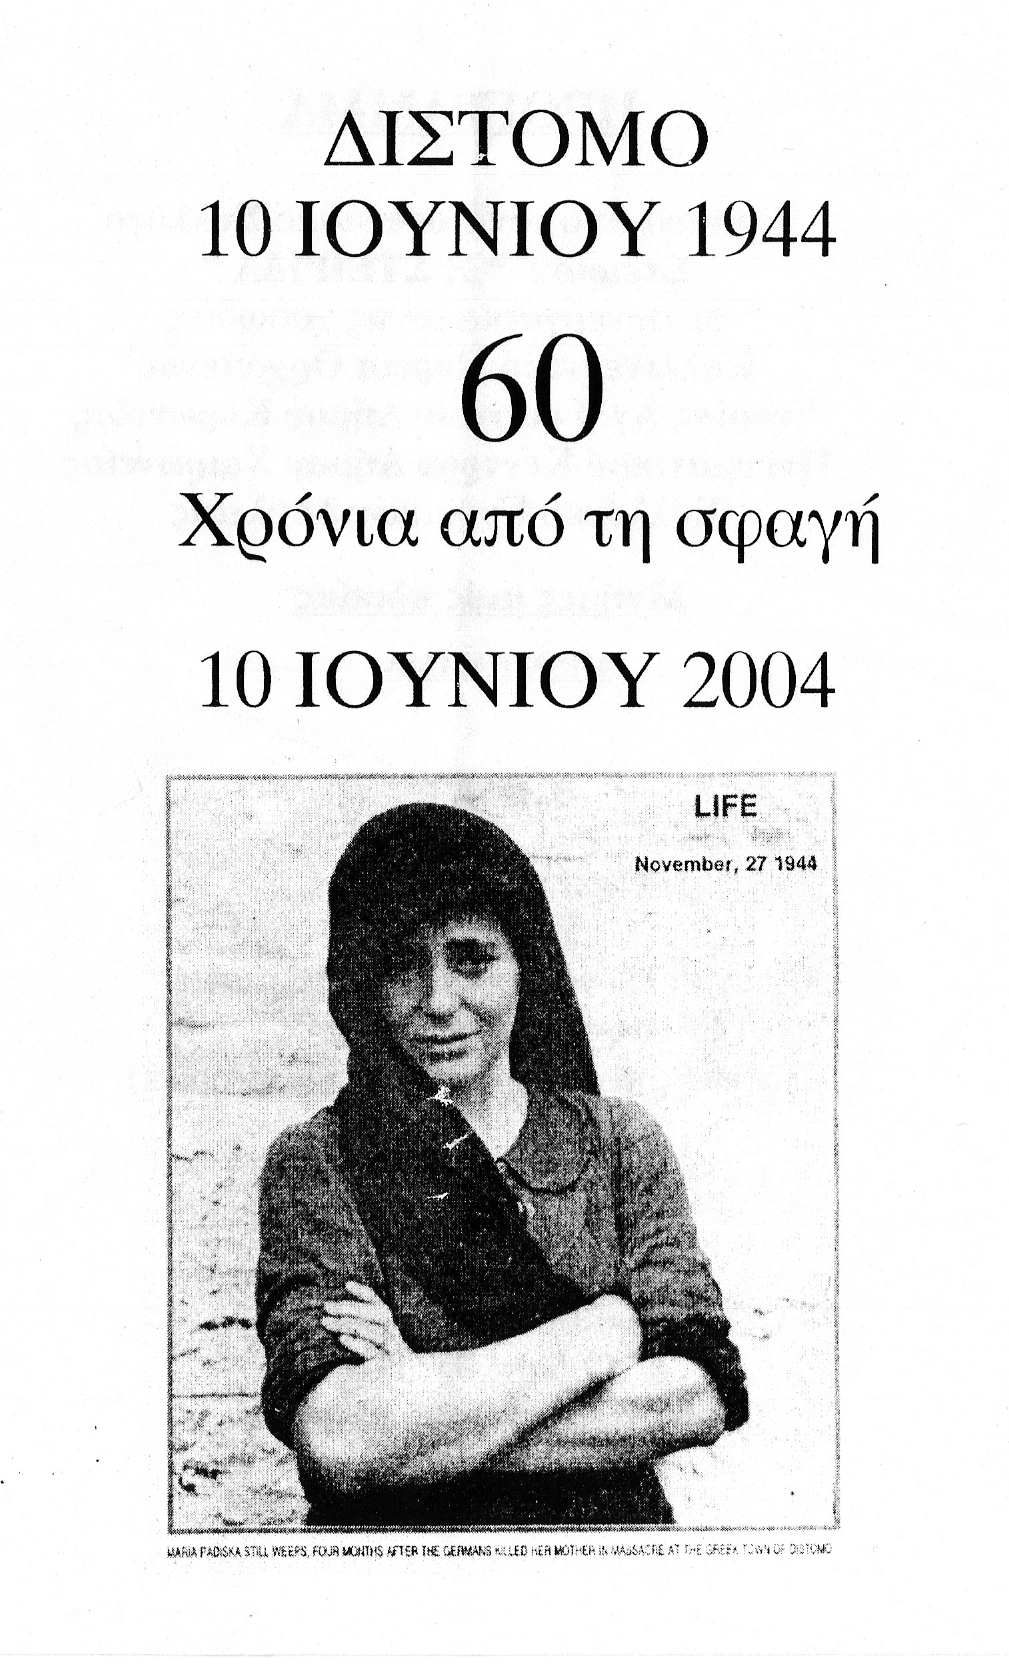 ΔΙΣΤΟΜΟ
10 ΙΟΥΝΙΟΥ 1944
60
Χρόνια από τη σφαγή
10 ΙΟΥΝΙΟΥ 2004
LIFE
November, 27 1944
MARIA PADISKA STILL WEEPS, FOUR MONTHS AFTER THE GERMANS KILLED HER MOTHER IN MASSACRE AT THE GREEK TOWN OF DISTOMO